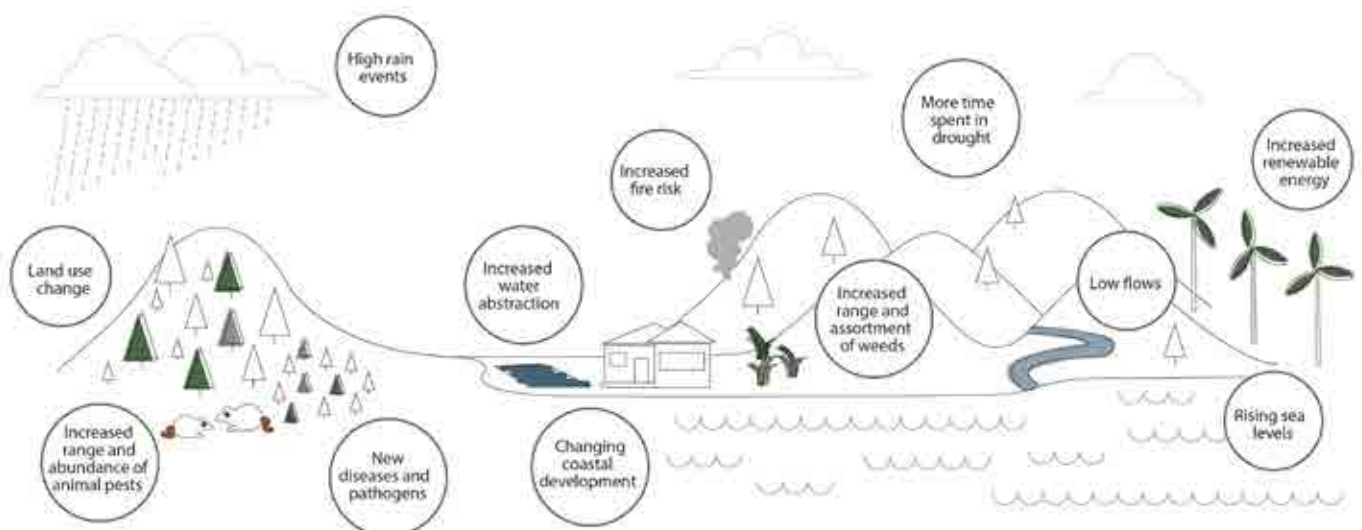 High rain
events
More time
spent in
drought
Increased
renewable
energy
Increased
fire risk
Land use
change
Increased
water
abstraction
Increased
range and
assortment
of weeds
Low flows
Increased
range and
abundance of
animal pests
New
diseases and
pathogens
Changing
coastal
development
Rising sea
levels